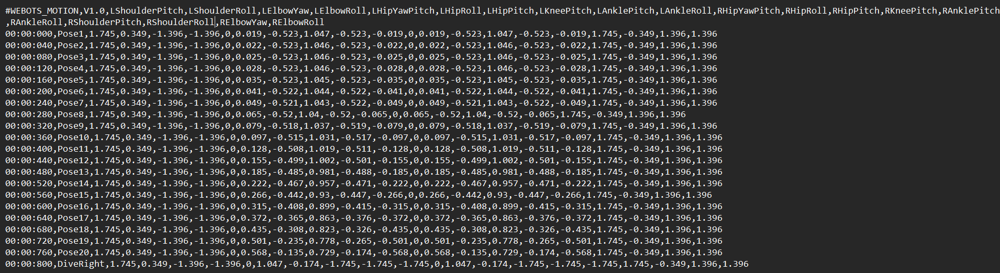 #WEBOTS_MOTION,V1.0,LShoulderPitch,LShoulderRoll,LElbowYaw,LElbowRoll,LHipYawPitch,LHipRoll,LHipPitch,LKneePitch,LAnklePitch,LAnkleRoll,RHipYawPitch,RHipRoll,RHipPitch,RKneePitch,RAnklePitch
,RAnkleRoll,RShoulderPitch,RShoulderRoll,RElbowYaw,RElbowRoll
00:00:000,Pose1,1.745,0.349,-1.396,-1.396,0,0.019,-0.523,1.047,-0.523,-0.019,0,0.019,-0.523,1.047,-0.523,-0.019,1.745,-0.349,1.396,1.396
00:00:040,Pose2,1.745,0.349,-1.396,-1.396,0,0.022,-0.523,1.046,-0.523,-0.022,0,0.022,-0.523,1.046,-0.523,-0.022,1.745,-0.349,1.396,1.396
00:00:080,Pose3,1.745,0.349,-1.396,-1.396,0,0.025,-0.523,1.046,-0.523,-0.025,0,0.025,-0.523,1.046,-0.523,-0.025,1.745,-0.349,1.396,1.396
00:00:120,Pose4,1.745,0.349,-1.396,-1.396,0,0.028,-0.523,1.046,-0.523,-0.028,0,0.028,-0.523,1.046,-0.523,-0.028,1.745,-0.349,1.396,1.396
00:00:160,Pose5,1.745,0.349,-1.396,-1.396,0,0.035,-0.523,1.045,-0.523,-0.035,0,0.035,-0.523,1.045,-0.523,-0.035,1.745,-0.349,1.396,1.396
00:00:200,Pose6,1.745,0.349,-1.396,-1.396,0,0.041,-0.522,1.044,-0.522,-0.041,0,0.041,-0.522,1.044,-0.522,-0.041,1.745,-0.349,1.396,1.396
00:00:240,Pose7,1.745,0.349,-1.396,-1.396,0,0.049,-0.521,1.043,-0.522,-0.049,0,0.049,-0.521,1.043,-0.522,-0.049,1.745,-0.349,1.396,1.396
00:00:280,Pose8,1.745,0.349,-1.396,-1.396,0,0.065,-0.52,1.04,-0.52,-0.065,0,0.065,-0.52,1.04,-0.52,-0.065,1.745,-0.349,1.396,1.396
00:00:320,Pose9,1.745,0.349,-1.396,-1.396,0,0.079,-0.518,1.037,-0.519,-0.079,0,0.079,-0.518,1.037,-0.519,-0.079,1.745,-0.349,1.396,1.396
00:00:360,Pose10,1.745,0.349,-1.396,-1.396,0,0.097,-0.515,1.031,-0.517,-0.097,0,0.097,-0.515,1.031,-0.517,-0.097,1.745,-0.349,1.396,1.396
00:00:400,Pose11,1.745,0.349,-1.396,-1.396,0,0.128,-0.508,1.019,-0.511,-0.128,0,0.128,-0.508,1.019,-0.511,-0.128,1.745,-0.349,1.396,1.396
00:00:440,Pose12,1.745,0.349,-1.396,-1.396,0,0.155,-0.499,1.002,-0.501,-0.155,0,0.155,-0.499,1.002,-0.501,-0.155,1.745,-0.349,1.396,1.396
00:00:480,Pose13,1.745,0.349,-1.396,-1.396,0,0.185,-0.485,0.981,-0.488,-0.185,0,0.185,-0.485,0.981,-0.488,-0.185,1.745,-0.349,1.396,1.396
00:00:520,Pose14,1.745,0.349,-1.396,-1.396,0,0.222,-0.467,0.957,-0.471,-0.222,0,0.222,-0.467,0.957,-0.471,-0.222,1.745,-0.349,1.396,1.396
00:00:560,Pose15,1.745,0.349,-1.396,-1.396,0,0.266,-0.442,0.93,-0.447,-0.266,0,0.266,-0.442,0.93,-0.447,-0.266,1.745,-0.349,1.396,1.396
00:00:600,Pose16,1.745,0.349,-1.396,-1.396,0,0.315,-0.408,0.899,-0.415,-0.315,0,0.315,-0.408,0.899,-0.415,-0.315,1.745,-0.349,1.396,1.396
00:00:640,Pose17,1.745,0.349,-1.396,-1.396,0,0.372,-0.365,0.863,-0.376,-0.372,0,0.372,-0.365,0.863,-0.376,-0.372,1.745,-0.349,1.396,1.396
00:00:680,Pose18,1.745,0.349,-1.396,-1.396,0,0.435,-0.308,0.823,-0.326,-0.435,0,0.435,-0.308,0.823,-0.326,-0.435,1.745,-0.349,1.396,1.396
00:00:720,Pose19,1.745,0.349,-1.396,-1.396,0,0.501,-0.235,0.778,-0.265,-0.501,0,0.501,-0.235,0.778,-0.265,-0.501,1.745,-0.349,1.396,1.396
00:00:760,Pose20,1.745,0.349,-1.396,-1.396,0,0.568,-0.135,0.729,-0.174,-0.568,0,0.568,-0.135,0.729,-0.174,-0.568,1.745,-0.349,1.396,1.396
00:00:800,DiveRight,1.745,0.349,-1.396,-1.396,0,1.047,-0.174,-1.745,-1.745,-1.745,0,1.047,-0.174,-1.745,-1.745,-1.745,1.745,-0.349,1.396,1.396